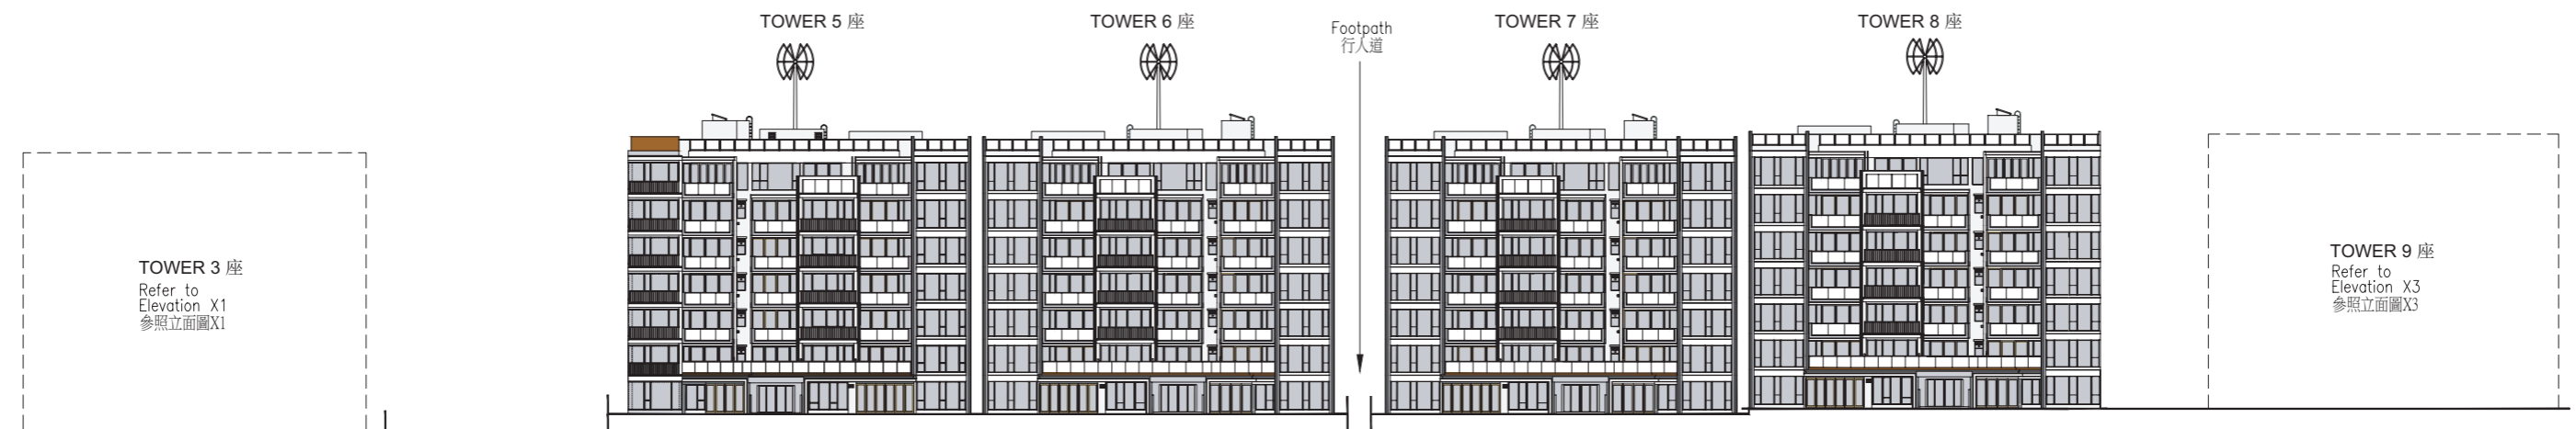 TOWER 5 座
TOWER 6 座
Footpath
行人道
TOWER 7 座
TOWER 8 座
TOWER 3 座
Refer to
Elevation X1
參照立面圖X1
TOWER 9 座
Refer to
Elevation X3
參照立面圖X3